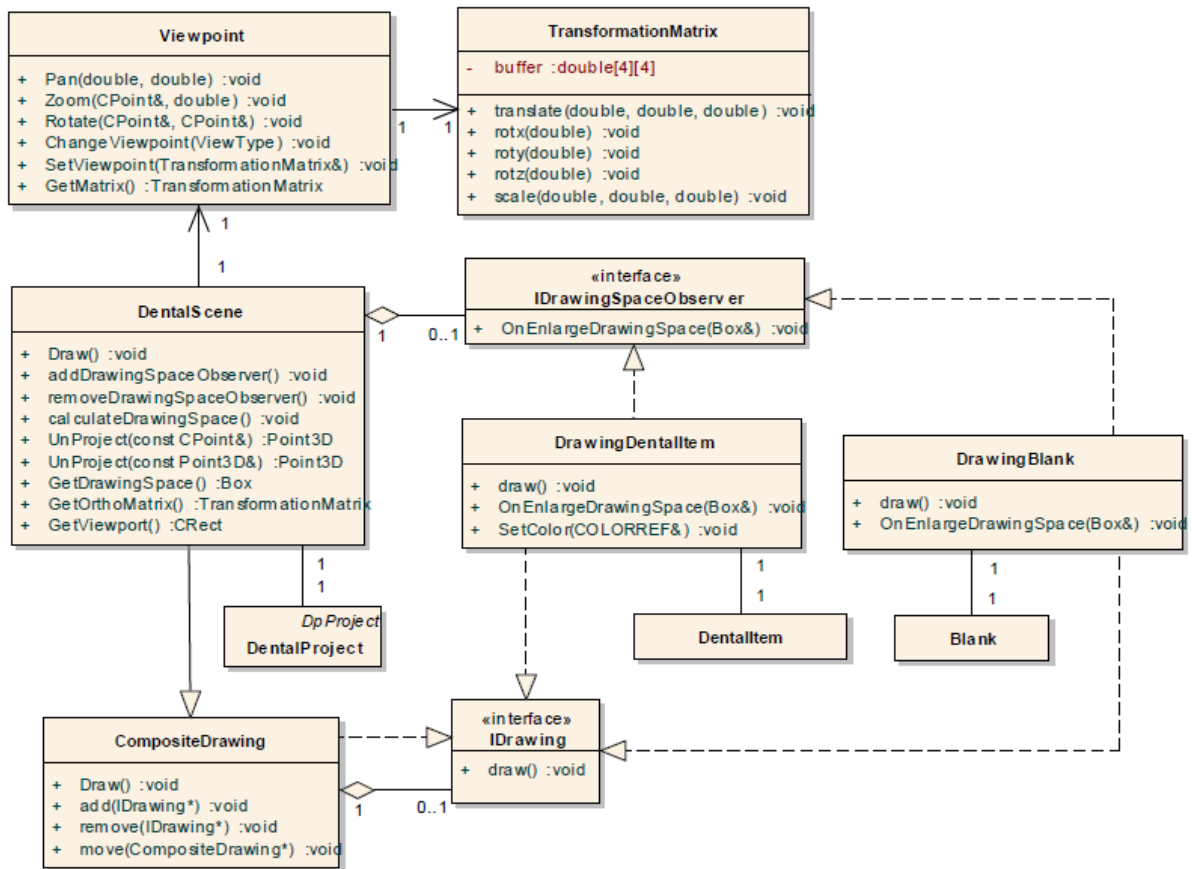 Viewpoint
+ Pan(double, double) :void
+ Zoom(CPoint&, double) :void
+ Rotate(CPoint&, CPoint&) :void
+ ChangeViewpoint(ViewType) :void
+ SetViewpoint(TransformationMatrix&) :void
+ GetMatrix() :TransformationMatrix
1
1
TransformationMatrix
- buffer :double[4][4]
+ translate(double, double, double) :void
+ rotx(double) :void
+ roty(double) :void
+ rotz(double) :void
+ scale(double, double, double) :void
1
1
DentalScene
+ Draw() :void
+ addDrawingSpaceObserver() :void
+ removeDrawingSpaceObserver() :void
+ calculateDrawingSpace() :void
+ UnProject(const CPoint&) :Point3D
+ UnProject(const Point3D&) :Point3D
+ GetDrawingSpace() :Box
+ GetOrthoMatrix() :TransformationMatrix
+ GetViewport() :CRect
1
0..1
«interface»
IDrawingSpaceObserver
+ OnEnlargeDrawingSpace(Box&) :void
DrawingDentalItem
+ draw() :void
+ OnEnlargeDrawingSpace(Box&) :void
+ SetColor(COLORREF&) :void
DrawingBlank
+ draw() :void
+ OnEnlargeDrawingSpace(Box&) :void
1
1
DpProject
DentalProject
1
1
DentalItem
1
1
Blank
CompositeDrawing
+ Draw() :void
+ add(IDrawing*) :void
+ remove(IDrawing*) :void
+ move(CompositeDrawing*) :void
1
0..1
«interface»
IDrawing
+ draw() :void